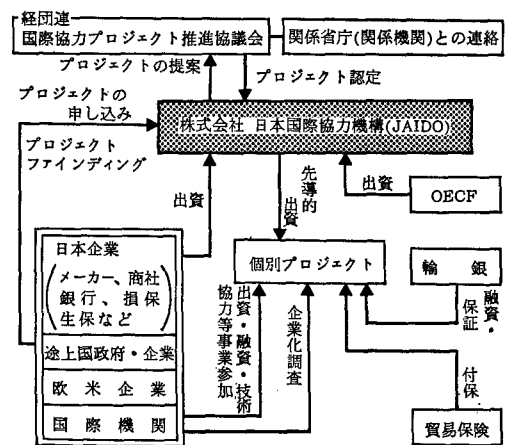 経団連
国際協力プロジェクト推進協議会
関係省庁(関係機関)との連絡
プロジェクトの提案
プロジェクト認定
プロジェクトの
申し込み
プロジェクト
ファインディング
株式会社 日本国際協力機構(JAIDO)
出資
先導的
出資
出資
OECF
日本企業
(メーカー、商社
銀行、損保
生保など)
途上国政府・企業
欧米企業
国際機関
個別プロジェクト
輸銀
融資・
保証
出資・融資・技術
協力等事業参加
企業化調査
付保
貿易保険